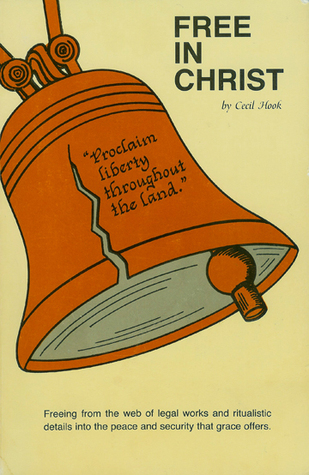 FREE
IN
CHRIST
by Cecil Hook
"Proclaim
liberty
throughout
the land."
Freeing from the web of legal works and ritualistic
details into the peace and security that grace offers.